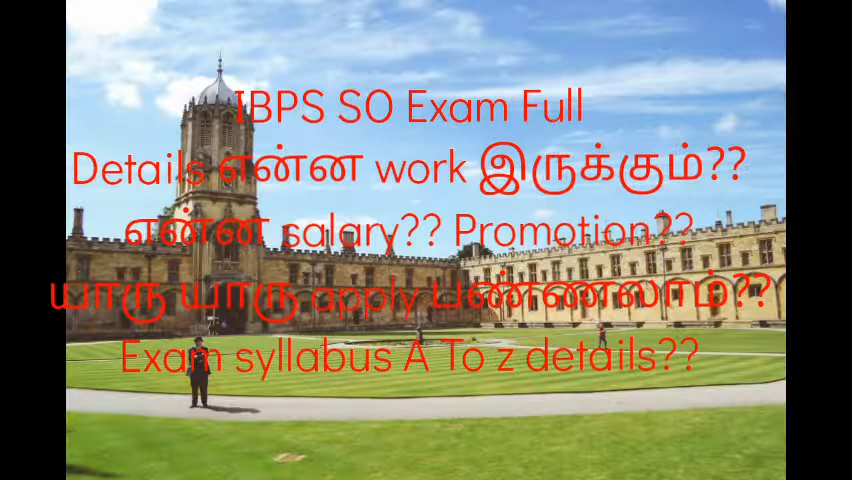 IBPS SO Exam Full
Details என்ன work இருக்கும்??
என்ன salary?? Promotion??
யாரு யாரு apply பண்ணலாம்??
Exam syllabus A To z details??